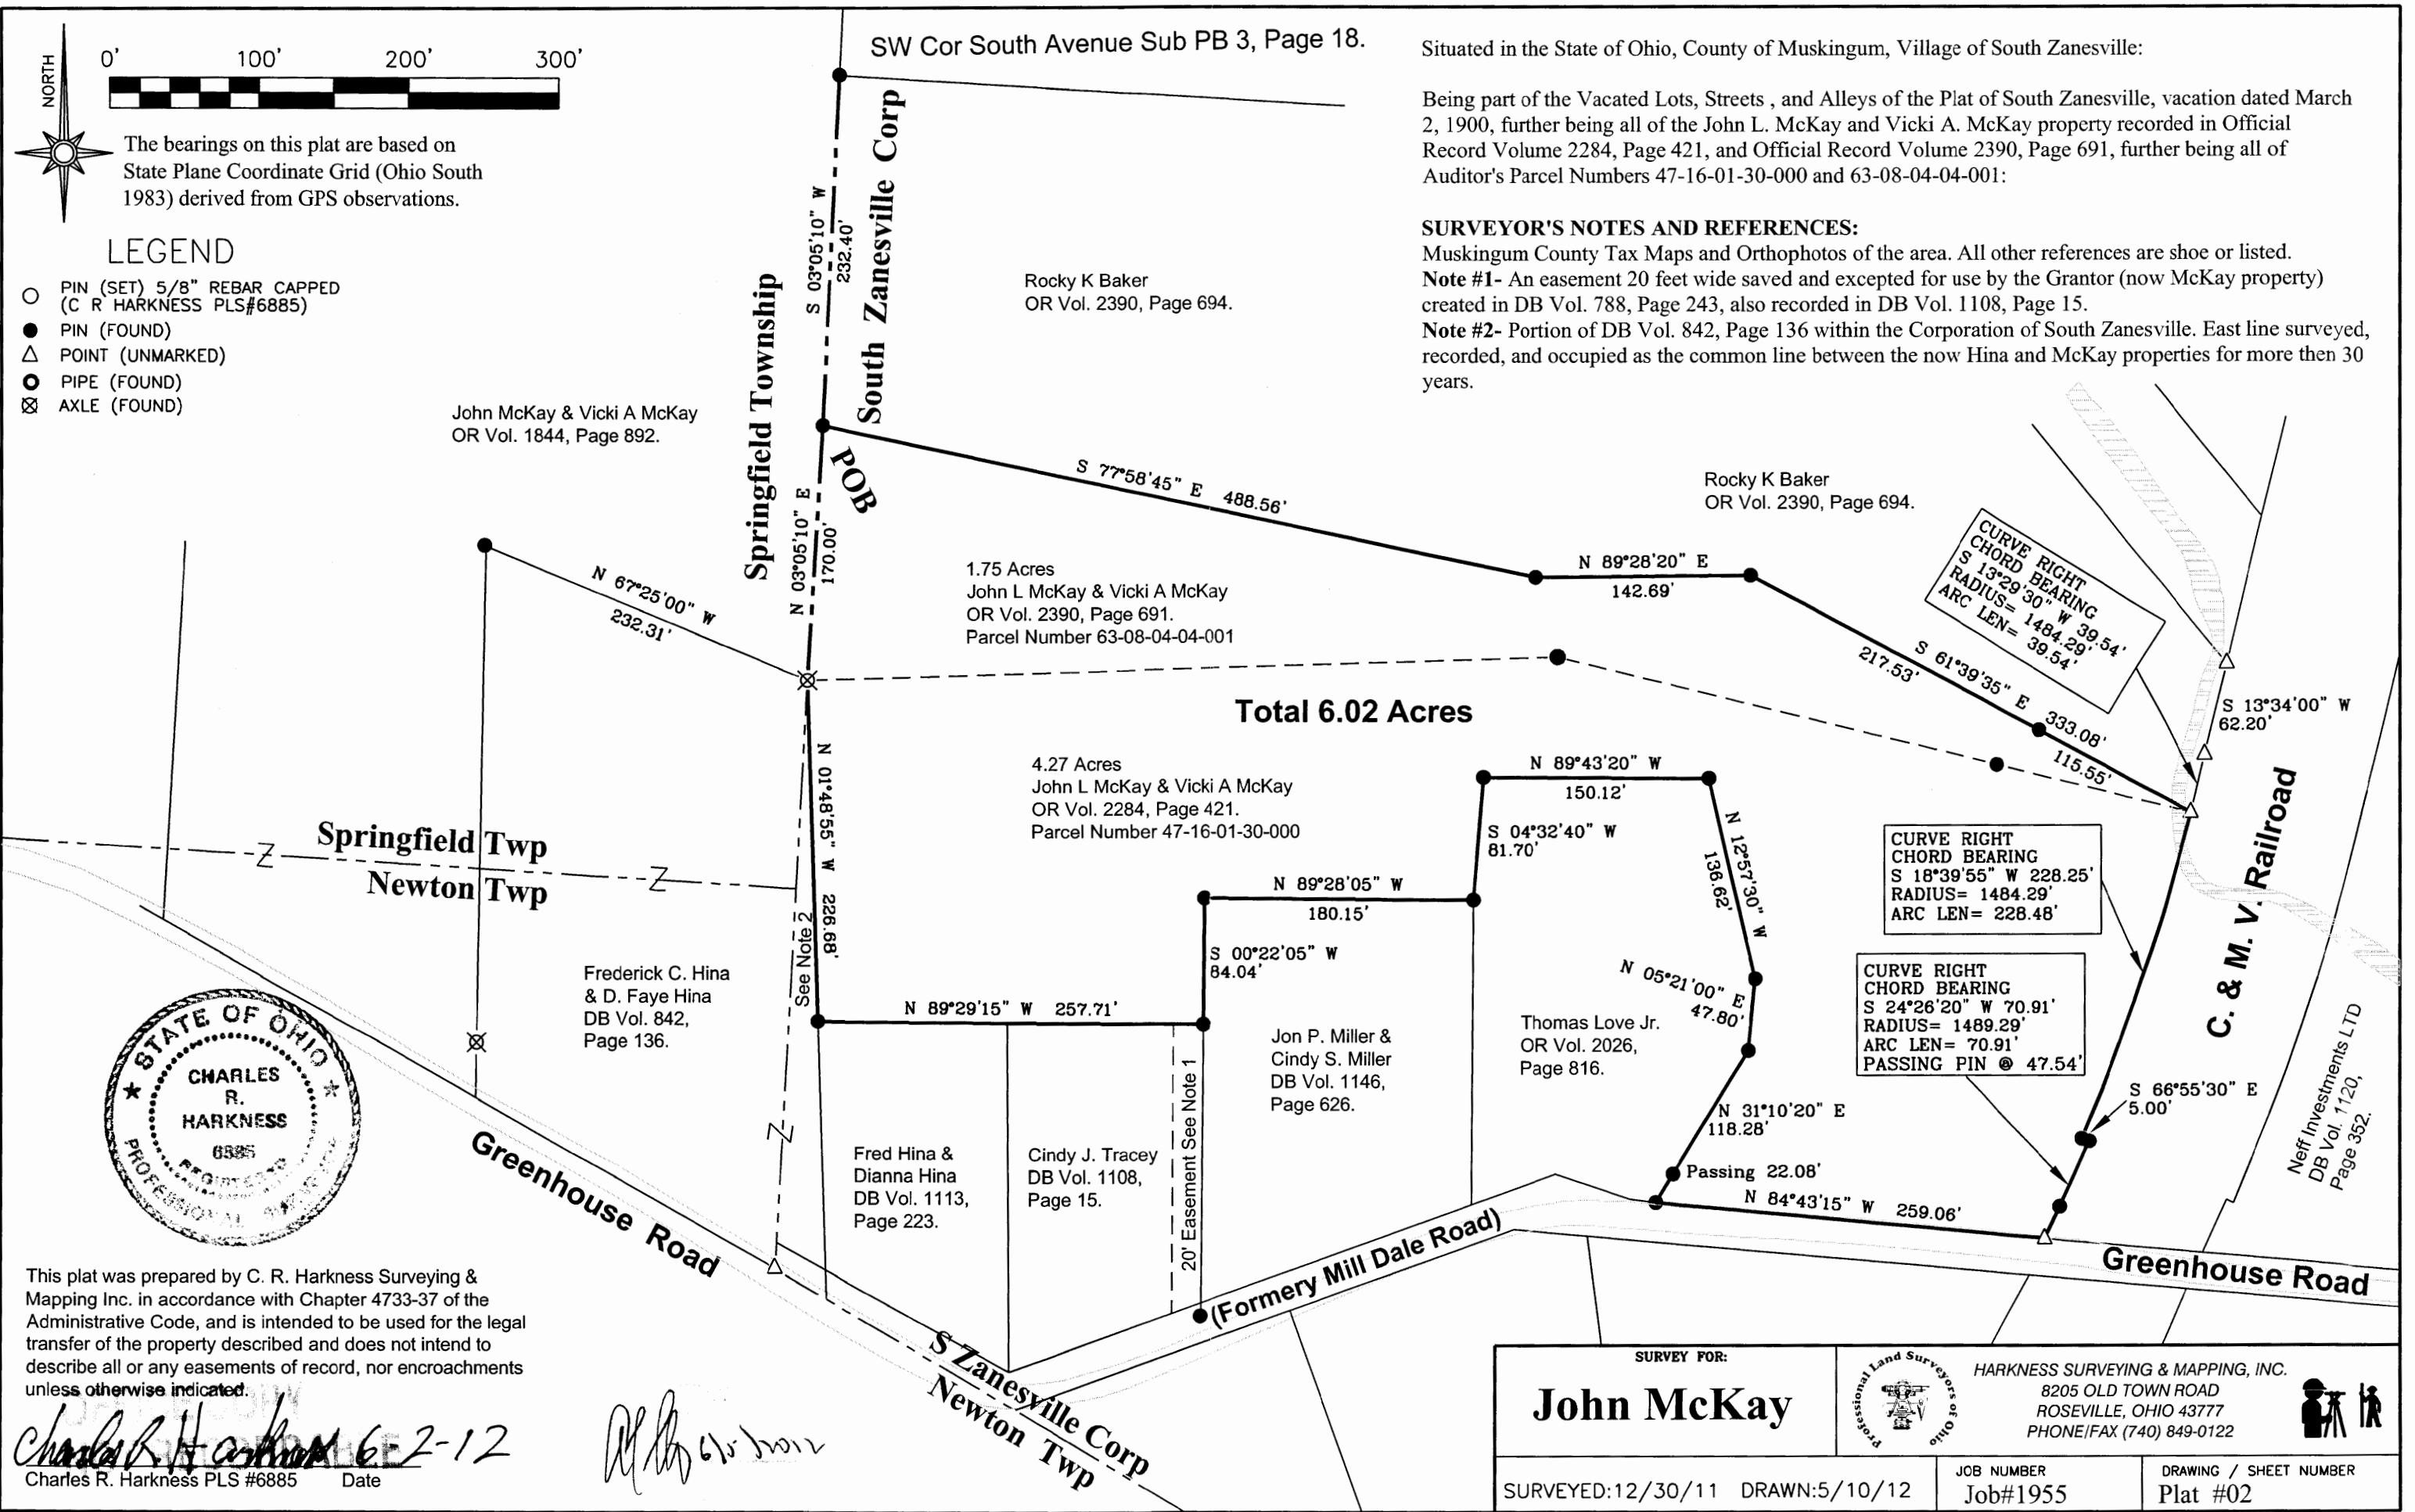 NORTH
0' 100' 200' 300'
The bearings on this plat are based on
State Plane Coordinate Grid (Ohio South
1983) derived from GPS observations.
LEGEND
PIN (SET) 5/8" REBAR CAPPED
(C R HARKNESS PLS#6885)
PIN (FOUND)
POINT (UNMARKED)
PIPE (FOUND)
AXLE (FOUND)
SW Cor South Avenue Sub PB 3, Page 18.
Situated in the State of Ohio, County of Muskingum, Village of South Zanesville:
Being part of the Vacated Lots, Streets , and Alleys of the Plat of South Zanesville, vacation dated March
2, 1900, further being all of the John L. McKay and Vicki A. McKay property recorded in Official
Record Volume 2284, Page 421, and Official Record Volume 2390, Page 691, further being all of
Auditor's Parcel Numbers 47-16-01-30-000 and 63-08-04-04-001:
SURVEYOR'S NOTES AND REFERENCES:
Muskingum County Tax Maps and Orthophotos of the area. All other references are shoe or listed.
Note #1- An easement 20 feet wide saved and excepted for use by the Grantor (now McKay property)
created in DB Vol. 788, Page 243, also recorded in DB Vol. 1108, Page 15.
Note #2- Portion of DB Vol. 842, Page 136 within the Corporation of South Zanesville. East line surveyed,
recorded, and occupied as the common line between the now Hina and McKay properties for more then 30
years.
S 03°05'10" W
232.40'
Springfield Township
South Zanesville Corp
Rocky K Baker
OR Vol. 2390, Page 694.
John McKay & Vicki A McKay
OR Vol. 1844, Page 892.
POB
N 03°05'10" E
170.00'
S 77°58'45" E 488.56'
Rocky K Baker
OR Vol. 2390, Page 694.
N 67°25'00" W
232.31'
1.75 Acres
John L McKay & Vicki A McKay
OR Vol. 2390, Page 691.
Parcel Number 63-08-04-04-001
N 89°28'20" E
142.69'
CURVE RIGHT
CHORD BEARING
S 13°29'30" W 39.54'
RADIUS= 1484.29'
ARC LEN= 39.54'
S 61°39'35" E 333.08'
217.53'
115.55'
S 13°34'00" W
62.20'
Total 6.02 Acres
4.27 Acres
John L McKay & Vicki A McKay
OR Vol. 2284, Page 421.
Parcel Number 47-16-01-30-000
N 01°48'55" W 228.68'
N 89°43'20" W
150.12'
S 04°32'40" W
81.70'
N 12°57'30" W
136.62'
N 89°28'05" W
180.15'
S 00°22'05" W
84.04'
Springfield Twp
Newton Twp
See Note 2
CURVE RIGHT
CHORD BEARING
S 18°39'55" W 228.25'
RADIUS= 1484.29'
ARC LEN= 228.48'
C. & M. V. Railroad
CURVE RIGHT
CHORD BEARING
S 24°26'20" W 70.91'
RADIUS= 1489.29'
ARC LEN= 70.91'
PASSING PIN @ 47.54'
S 66°55'30" E
5.00'
Neff Investments LTD
DB Vol. 1120,
Page 352.
Frederick C. Hina
& D. Faye Hina
DB Vol. 842,
Page 136.
N 89°29'15" W 257.71'
N 05°21'00" E
47.80'
Jon P. Miller &
Cindy S. Miller
DB Vol. 1146,
Page 626.
Thomas Love Jr.
OR Vol. 2026,
Page 816.
N 31°10'20" E
118.28'
Passing 22.08'
N 84°43'15" W 259.06'
Fred Hina &
Dianna Hina
DB Vol. 1113,
Page 223.
Cindy J. Tracey
DB Vol. 1108,
Page 15.
20' Easement See Note 1
Greenhouse Road
(Formery Mill Dale Road)
Greenhouse Road
S Zanesville Corp
Newton Twp
STATE OF OHIO
CHARLES
R.
HARKNESS
6885
REGISTERED
PROFESSIONAL
This plat was prepared by C. R. Harkness Surveying &
Mapping Inc. in accordance with Chapter 4733-37 of the
Administrative Code, and is intended to be used for the legal
transfer of the property described and does not intend to
describe all or any easements of record, nor encroachments
unless otherwise indicated.
Charles R. Harkness 6-2-12
Charles R. Harkness PLS #6885 Date
SURVEY FOR:
John McKay
Professional Land Surveyors of Ohio
HARKNESS SURVEYING & MAPPING, INC.
8205 OLD TOWN ROAD
ROSEVILLE, OHIO 43777
PHONE/FAX (740) 849-0122
SURVEYED:12/30/11 DRAWN:5/10/12
JOB NUMBER
Job#1955
DRAWING / SHEET NUMBER
Plat #02